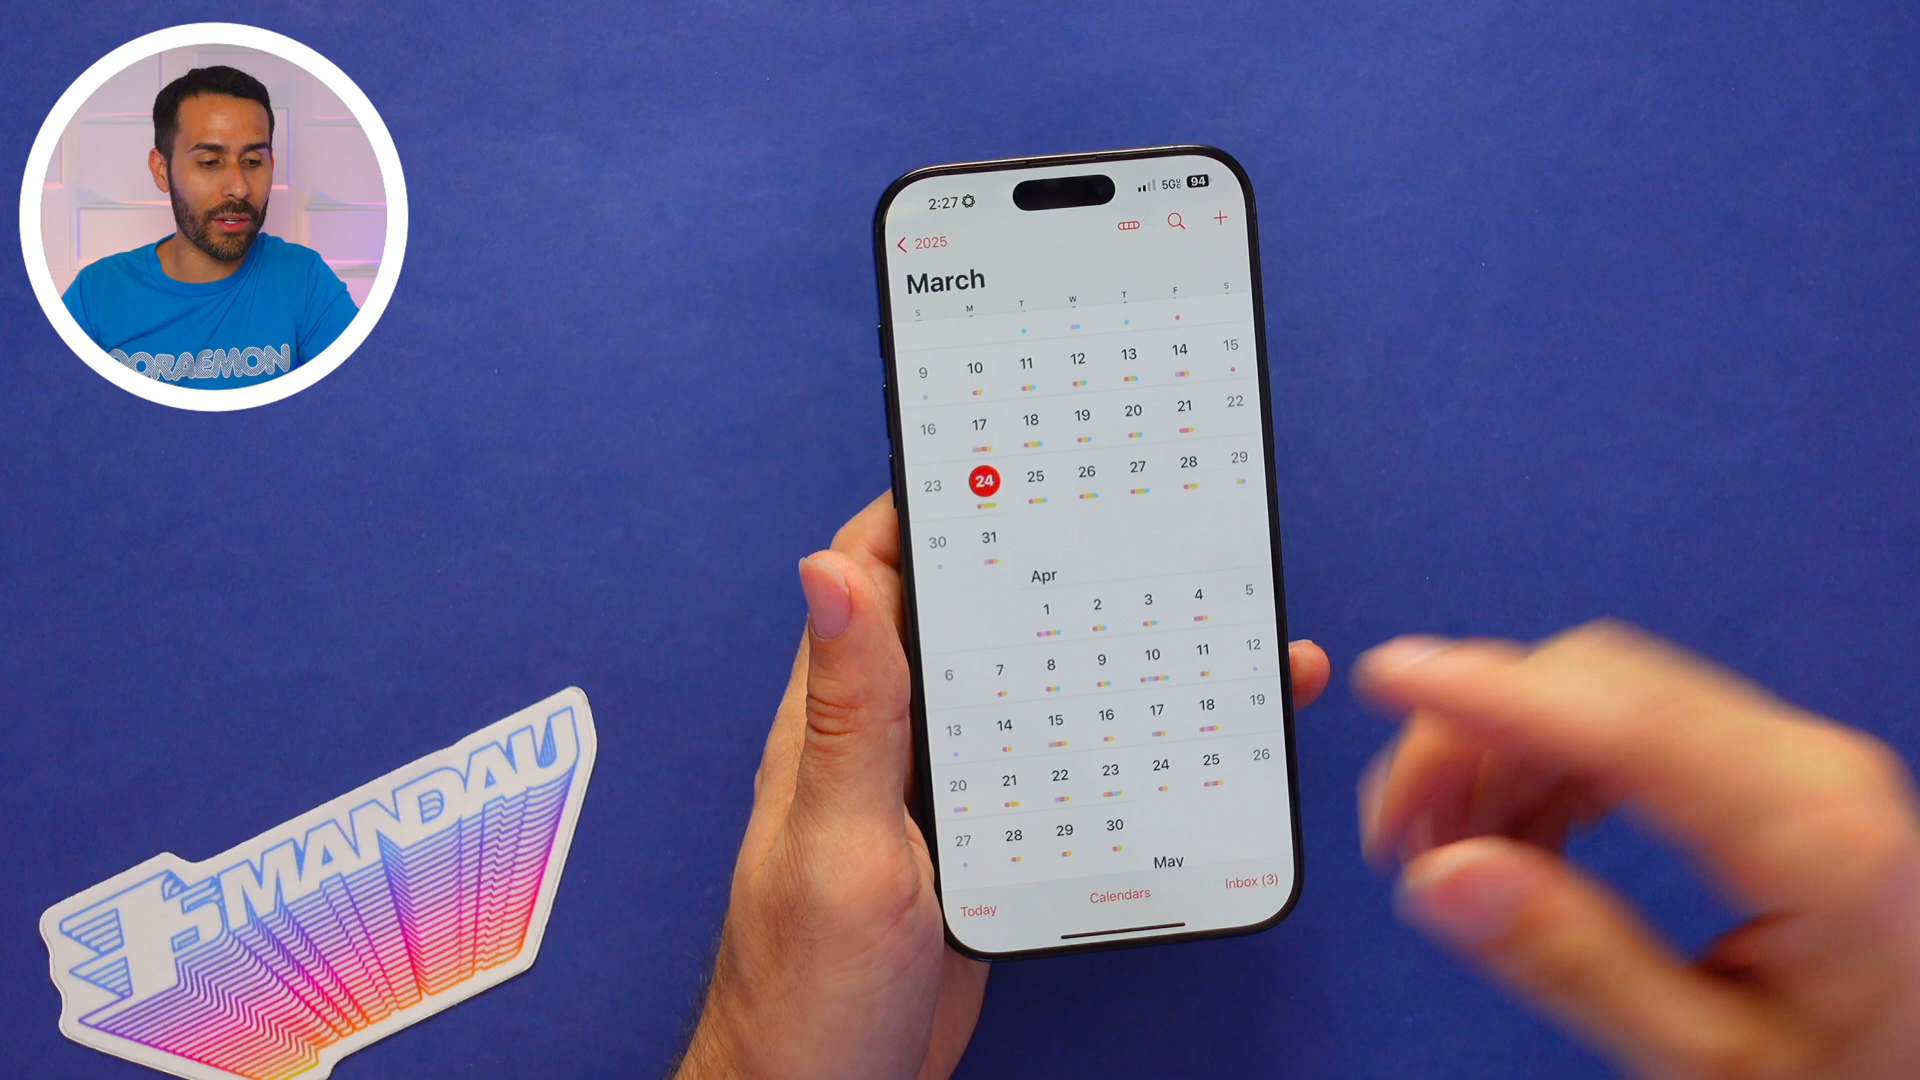 DORAEMON
2:27
5G UC 94
2025
March
S M T W T F S
9 10 11 12 13 14 15
16 17 18 19 20 21 22
23 24 25 26 27 28 29
30 31
Apr
1 2 3 4 5
6 7 8 9 10 11 12
13 14 15 16 17 18 19
20 21 22 23 24 25 26
27 28 29 30
May
Today Calendars Inbox (3)
SMANDAU